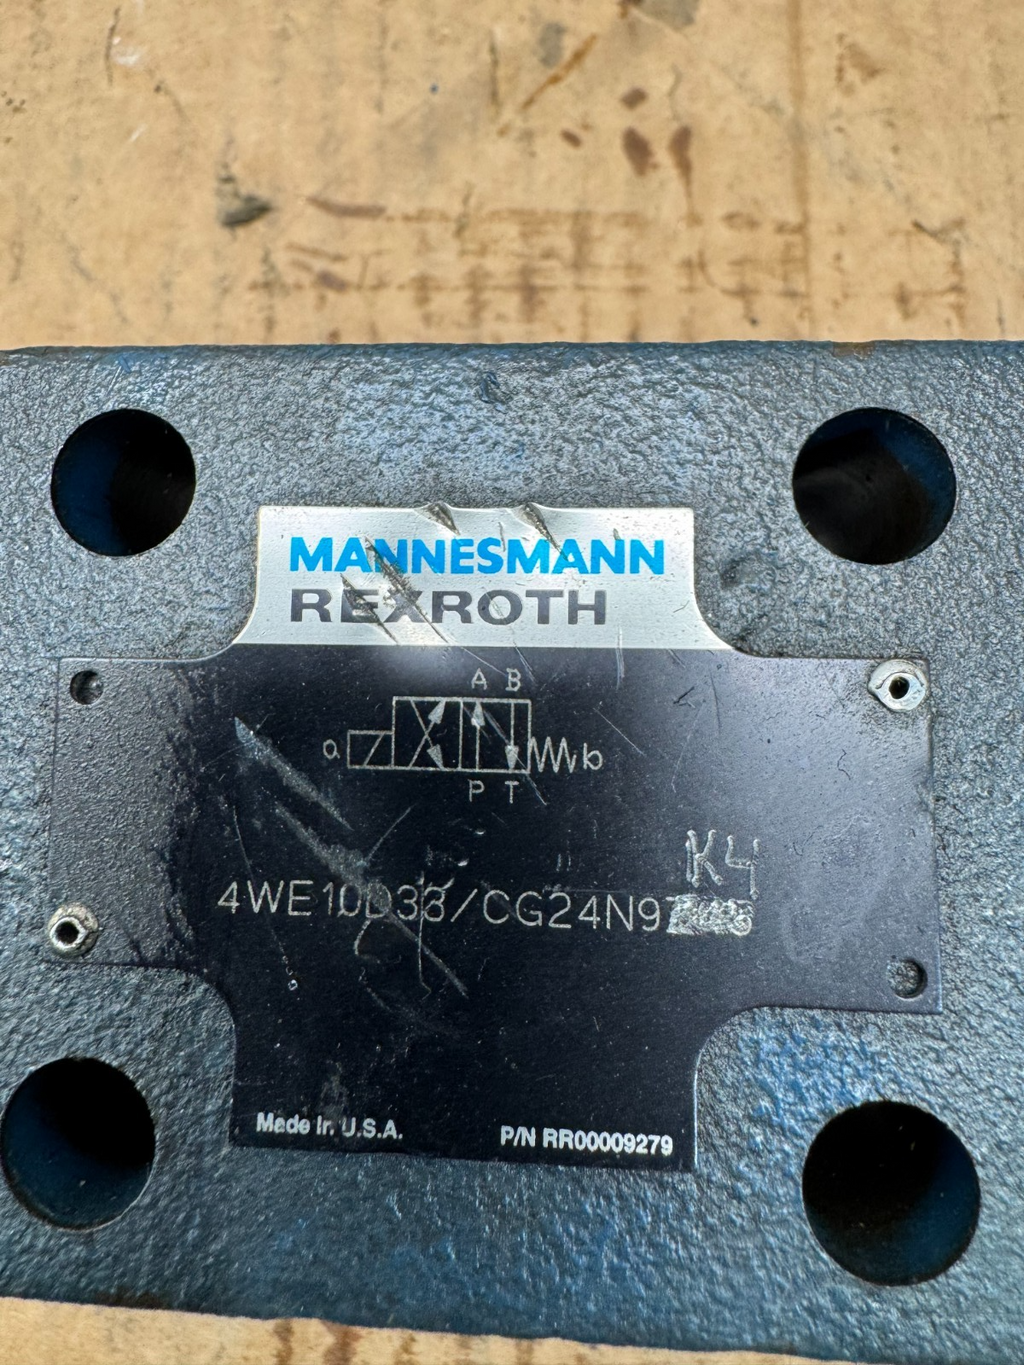 MANNESMANN
REXROTH
A B
a
b
P T
K4
4WE10D33/CG24N9
Made in U.S.A.
P/N RR00009279